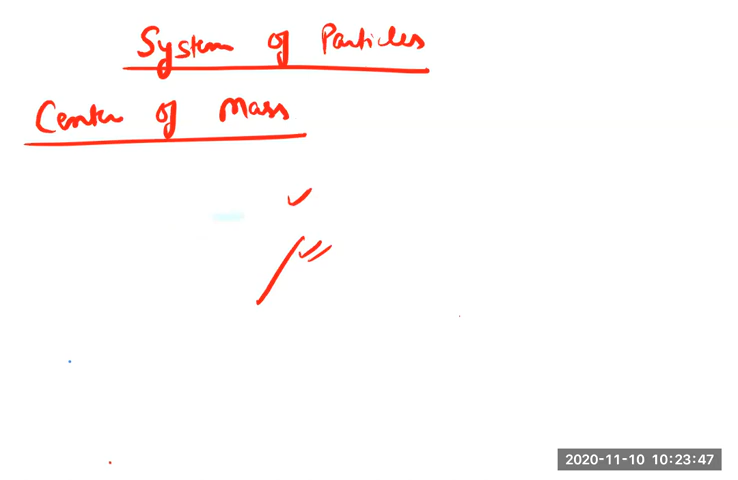 System of Particles
Center of Mass
2020-11-10 10:23:47